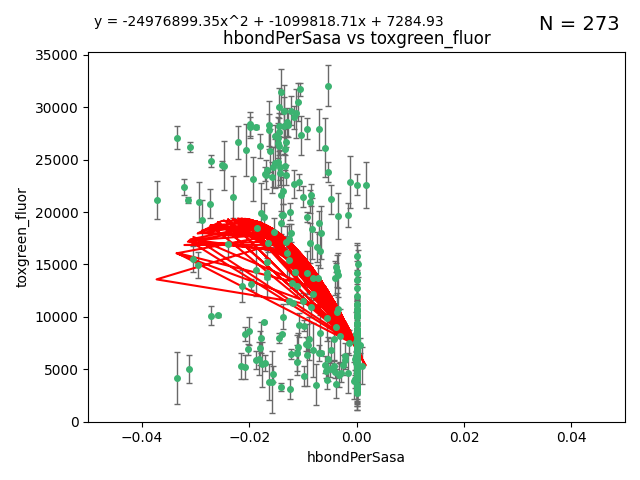 y = -24976899.35x^2 + -1099818.71x + 7284.93
N = 273
hbondPerSasa vs toxgreen_fluor
35000
30000
25000
20000
15000
10000
5000
0
toxgreen_fluor
−0.04
−0.02
0.00
0.02
0.04
hbondPerSasa